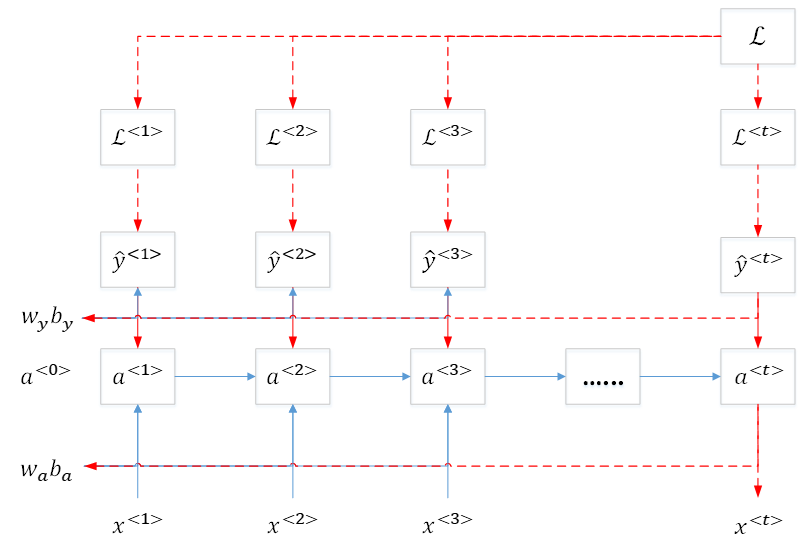 ℒ
ℒ<1> ℒ<2> ℒ<3> ℒ<t>
ŷ<1> ŷ<2> ŷ<3> ŷ<t>
w_y b_y
a<0> a<1> a<2> a<3> ...... a<t>
w_a b_a
x<1> x<2> x<3> x<t>